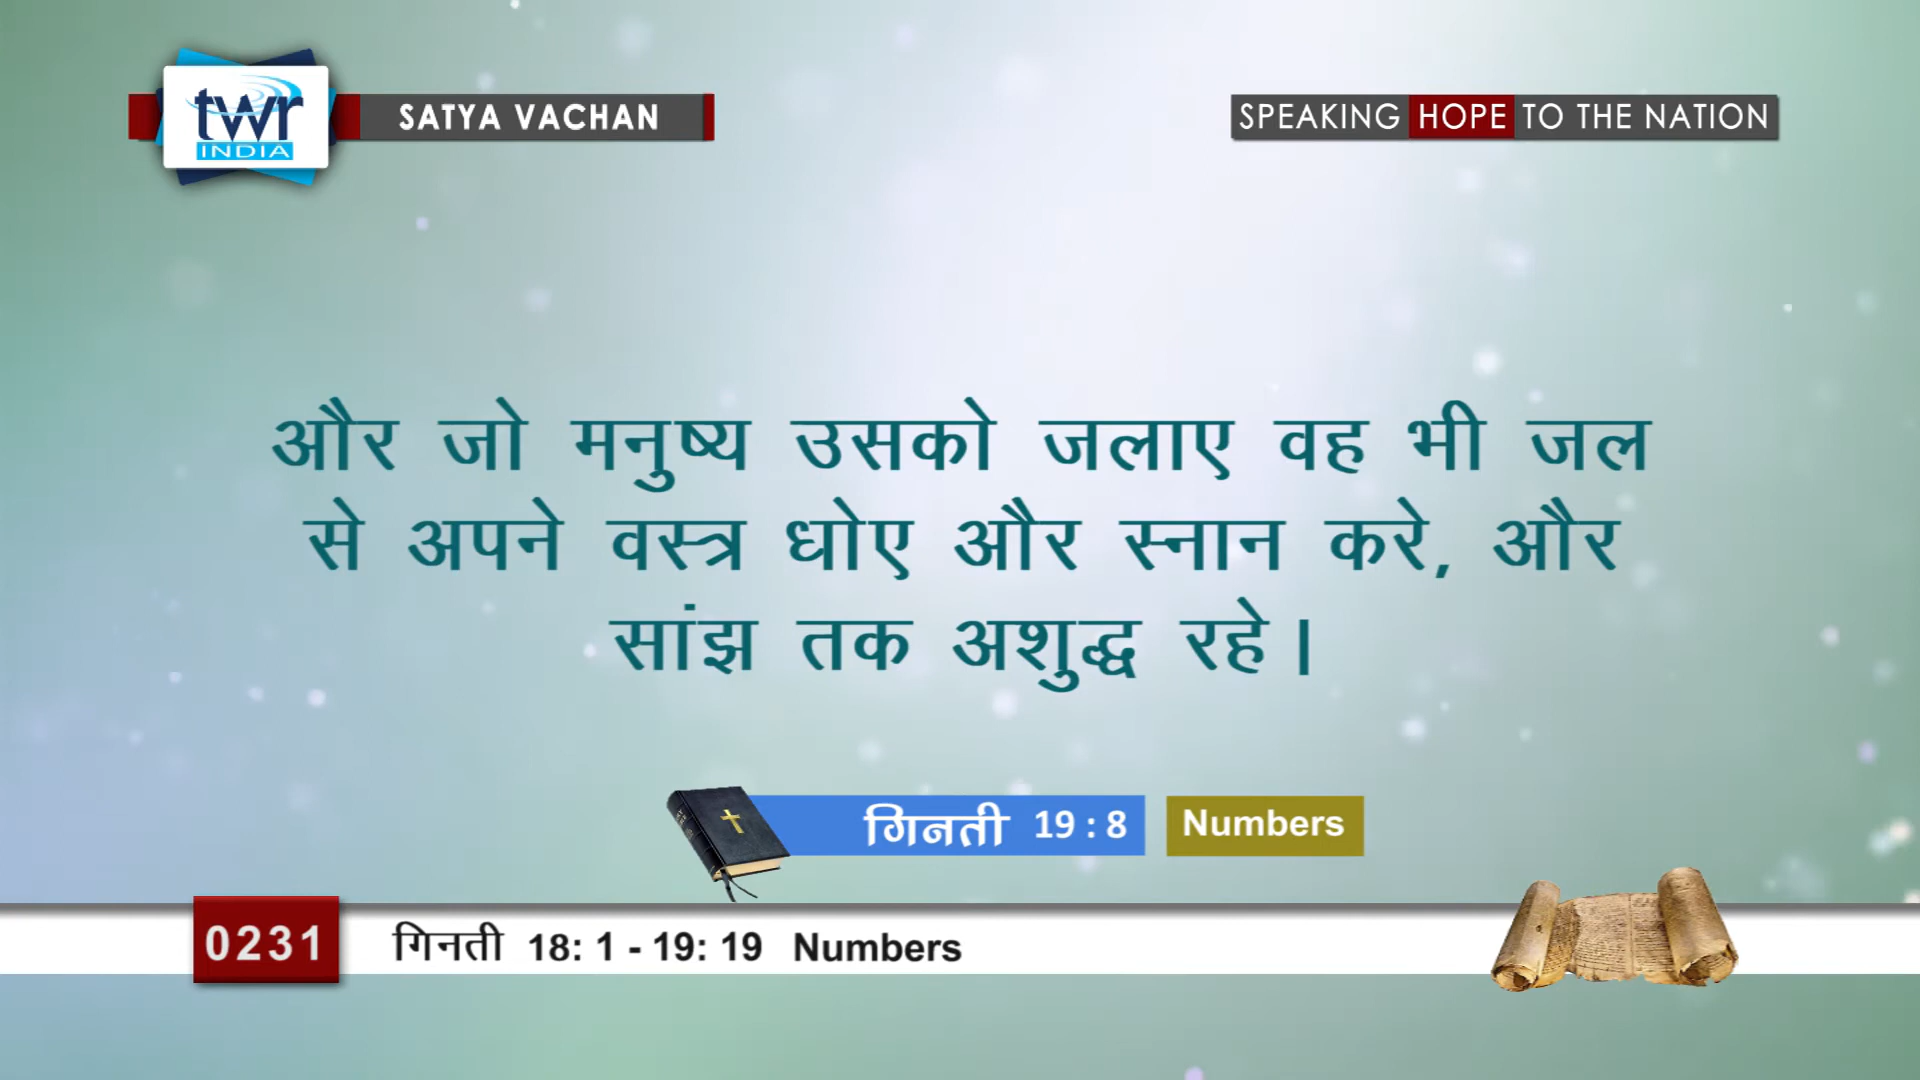 twr
INDIA
SATYA VACHAN
SPEAKING HOPE TO THE NATION
और जो मनुष्य उसको जलाए वह भी जल
से अपने वस्त्र धोए और स्नान करे, और
सांझ तक अशुद्ध रहे।
गिनती 19 : 8 Numbers
0231 गिनती 18: 1 - 19: 19 Numbers